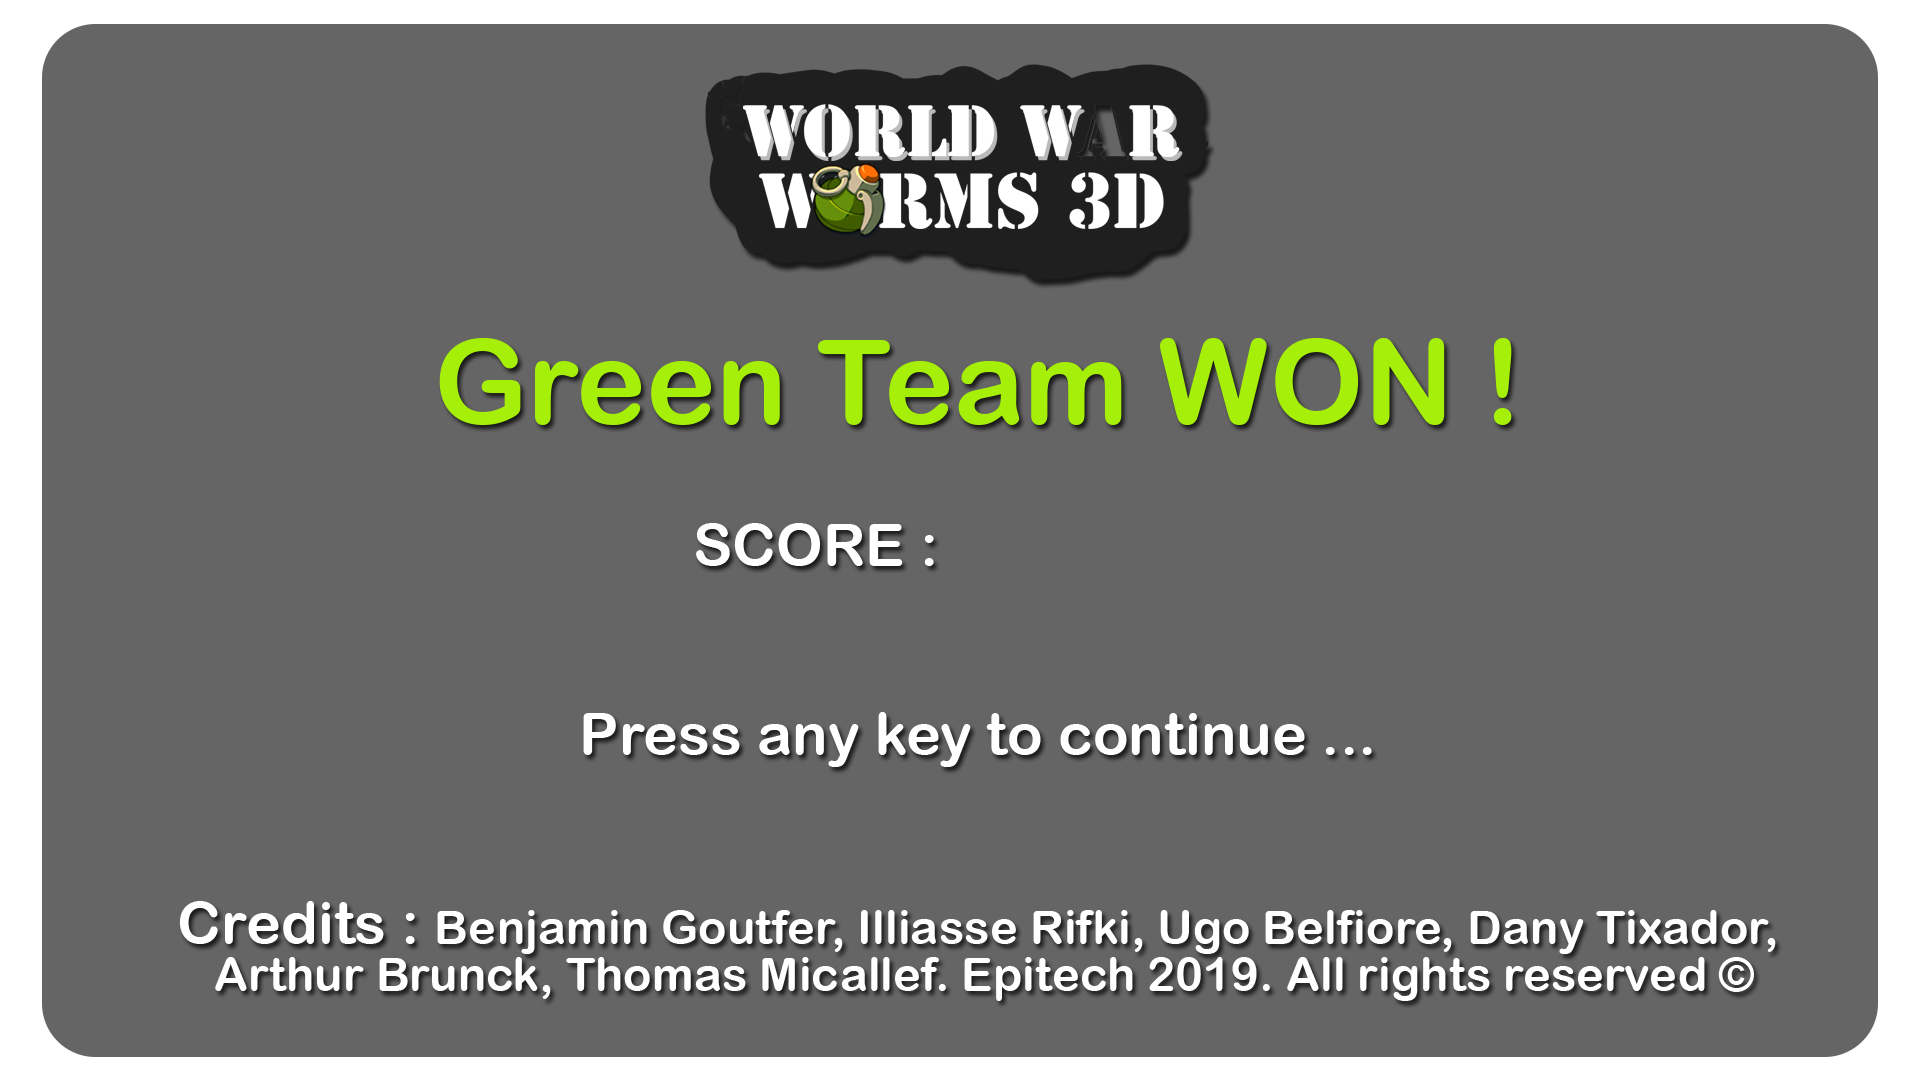 WORLD WAR
WORMS 3D
Green Team WON !
SCORE :
Press any key to continue ...
Credits : Benjamin Goutfer, Illiasse Rifki, Ugo Belfiore, Dany Tixador,
Arthur Brunck, Thomas Micallef. Epitech 2019. All rights reserved ©